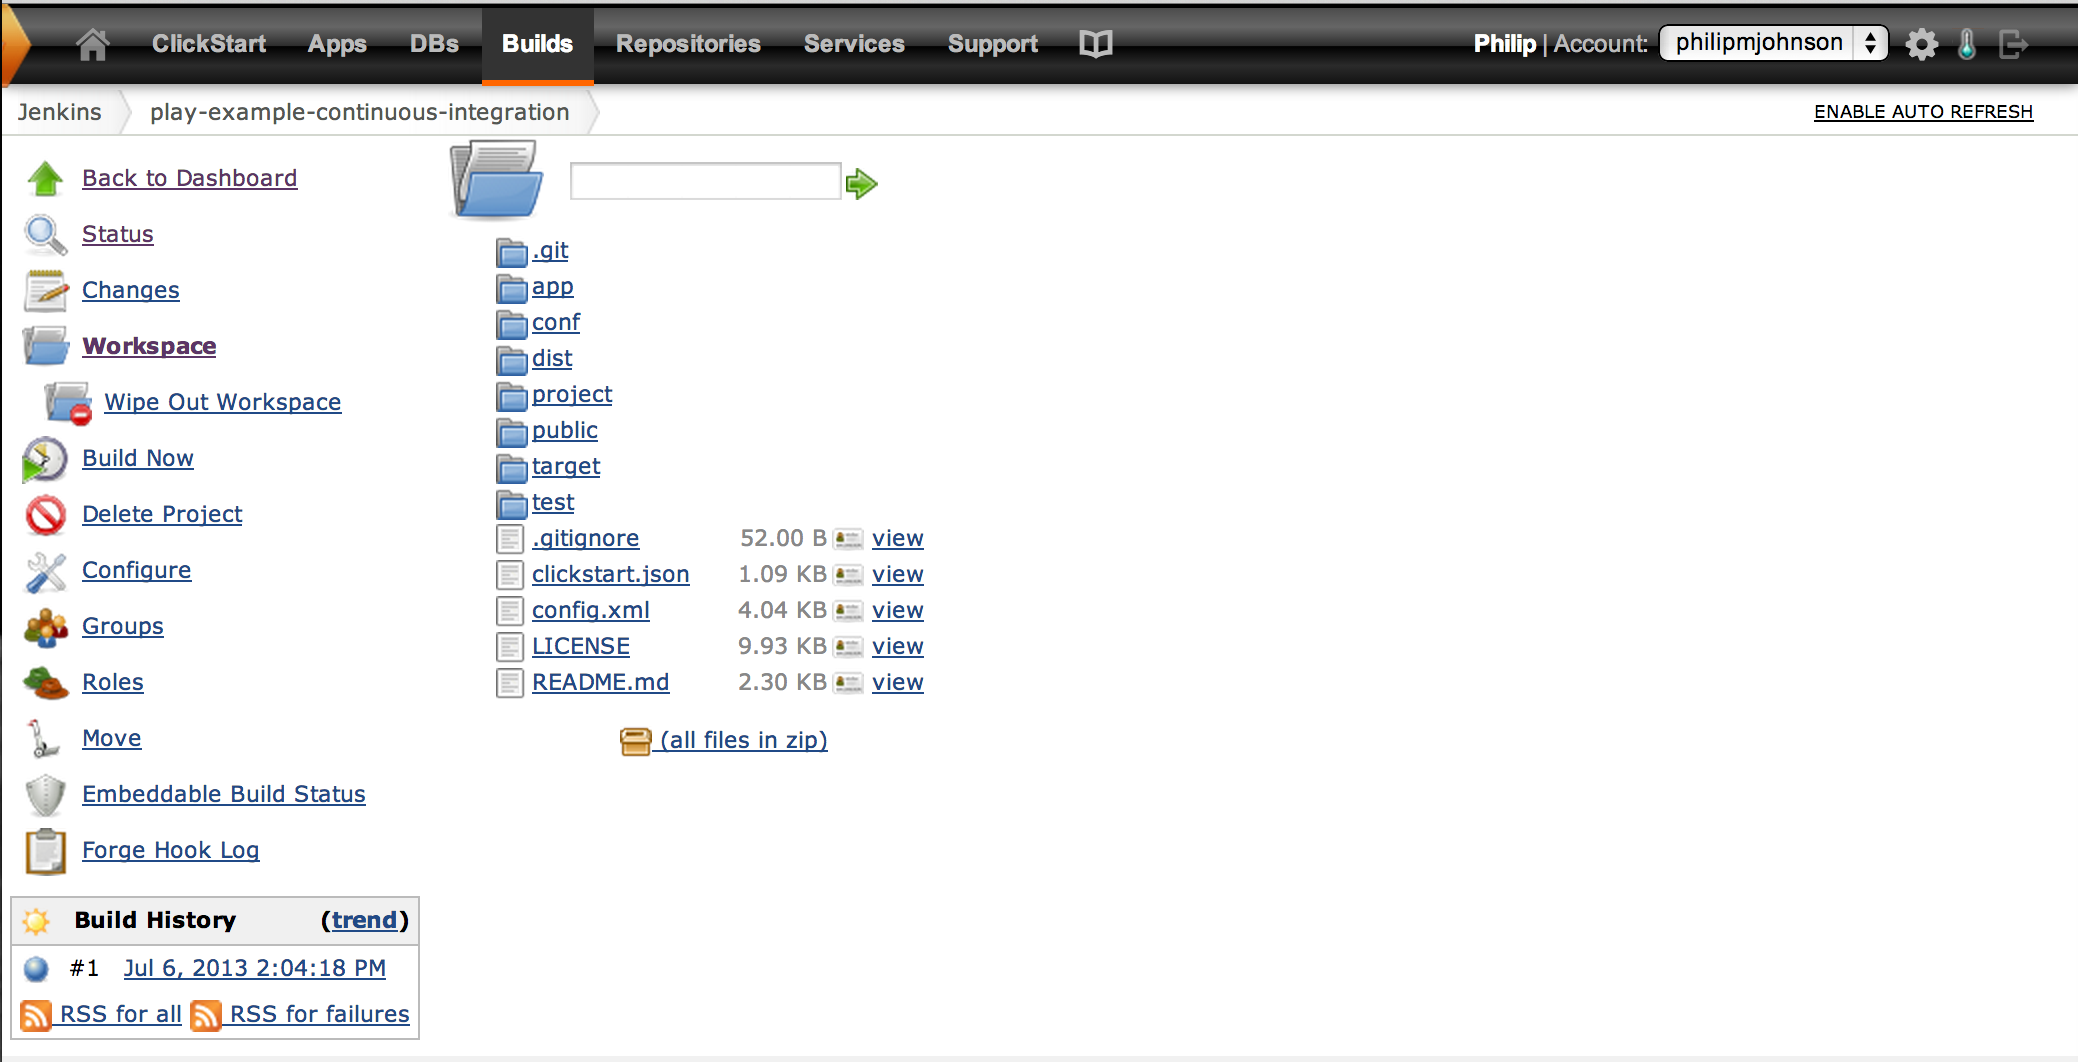 ClickStart Apps DBs Builds Repositories Services Support Philip | Account: philipmjohnson
Jenkins play-example-continuous-integration ENABLE AUTO REFRESH
Back to Dashboard
Status
Changes
Workspace
Wipe Out Workspace
Build Now
Delete Project
Configure
Groups
Roles
Move
Embeddable Build Status
Forge Hook Log
Build History (trend)
#1 Jul 6, 2013 2:04:18 PM
RSS for all RSS for failures
.git
app
conf
dist
project
public
target
test
.gitignore 52.00 B view
clickstart.json 1.09 KB view
config.xml 4.04 KB view
LICENSE 9.93 KB view
README.md 2.30 KB view
(all files in zip)